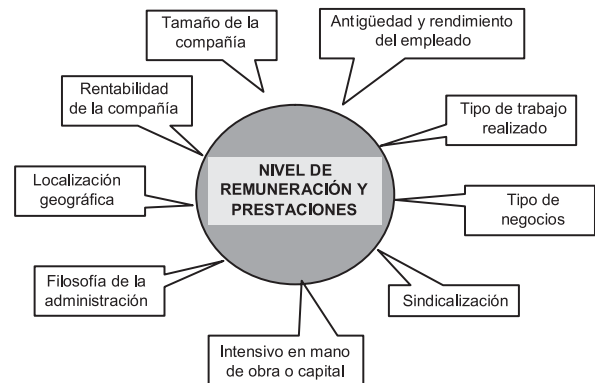 Tamaño de la
compañía
Antigüedad y rendimiento
del empleado
Rentabilidad
de la compañía
Tipo de trabajo
realizado
Localización
geográfica
NIVEL DE
REMUNERACIÓN Y
PRESTACIONES
Tipo de
negocios
Filosofía de la
administración
Sindicalización
Intensivo en mano
de obra o capital